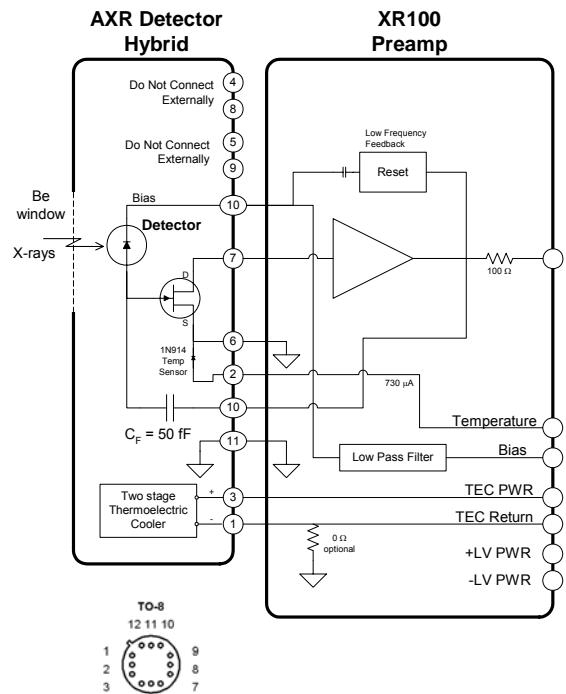 AXR Detector
Hybrid
XR100
Preamp
Do Not Connect
Externally
4
8
Do Not Connect
Externally
5
9
Low Frequency
Feedback
Reset
Be
window
X-rays
Bias
10
Detector
7
D
S
100 Ω
6
1N914
Temp
Sensor
2
730 µA
10
C_F = 50 fF
11
Temperature
Bias
Low Pass Filter
Two stage
Thermoelectric
Cooler
+
-
3
1
TEC PWR
TEC Return
0 Ω
optional
+LV PWR
-LV PWR
TO-8
12 11 10
1 9
2 8
3 7